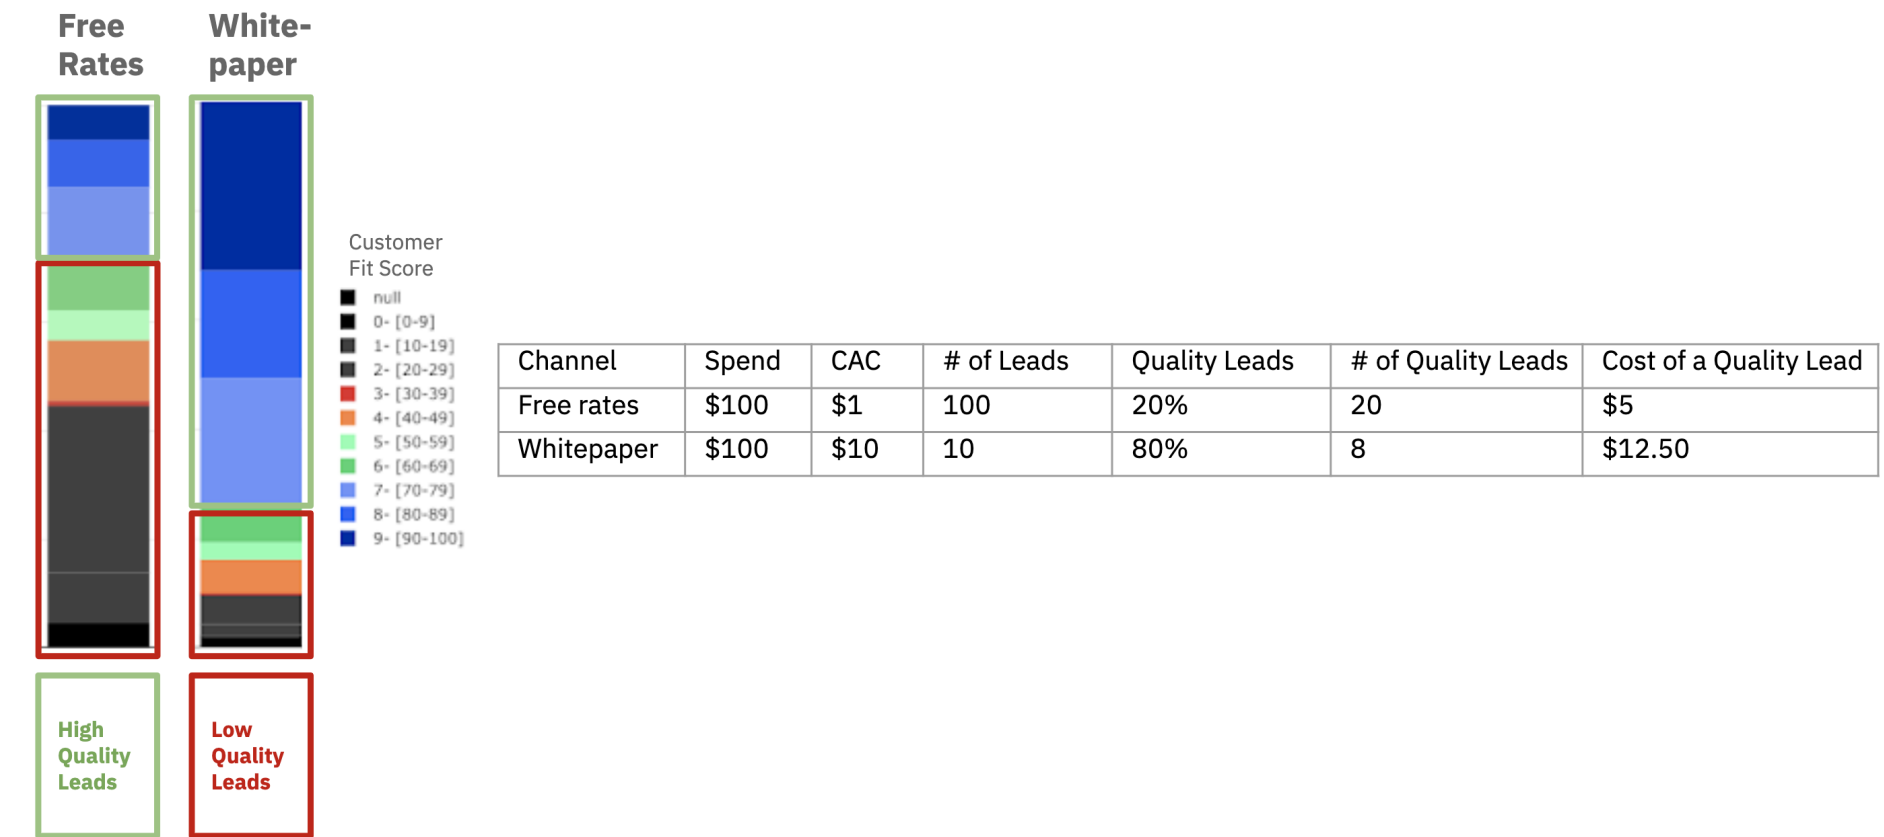 Free
Rates
White-
paper
Customer
Fit Score
null
0- [0-9]
1- [10-19]
2- [20-29]
3- [30-39]
4- [40-49]
5- [50-59]
6- [60-69]
7- [70-79]
8- [80-89]
9- [90-100]
Channel Spend CAC # of Leads Quality Leads # of Quality Leads Cost of a Quality Lead
Free rates $100 $1 100 20% 20 $5
Whitepaper $100 $10 10 80% 8 $12.50
High
Quality
Leads
Low
Quality
Leads